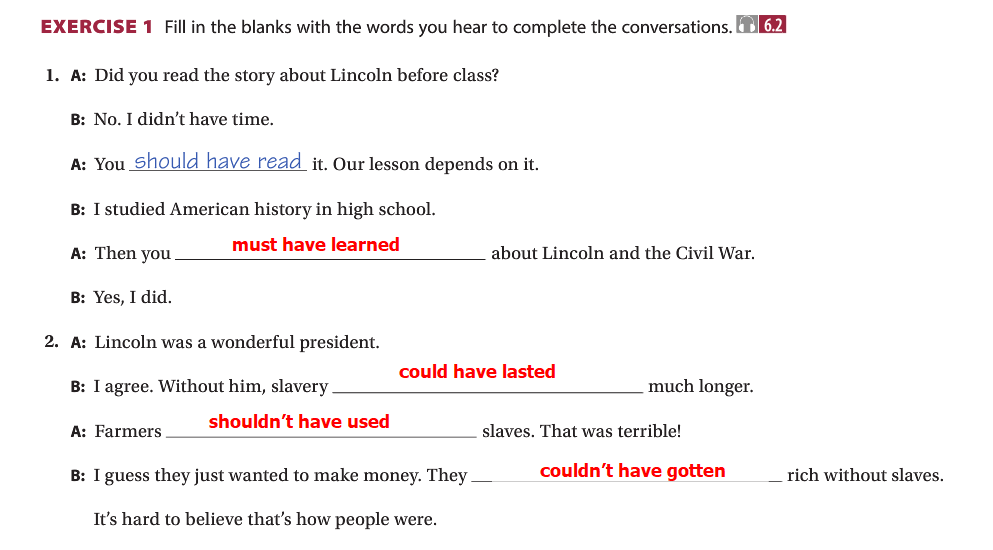 EXERCISE 1 Fill in the blanks with the words you hear to complete the conversations. 6.2
1. A: Did you read the story about Lincoln before class?
B: No. I didn't have time.
A: You should have read it. Our lesson depends on it.
B: I studied American history in high school.
A: Then you must have learned about Lincoln and the Civil War.
B: Yes, I did.
2. A: Lincoln was a wonderful president.
B: I agree. Without him, slavery could have lasted much longer.
A: Farmers shouldn't have used slaves. That was terrible!
B: I guess they just wanted to make money. They couldn't have gotten rich without slaves.
It's hard to believe that's how people were.